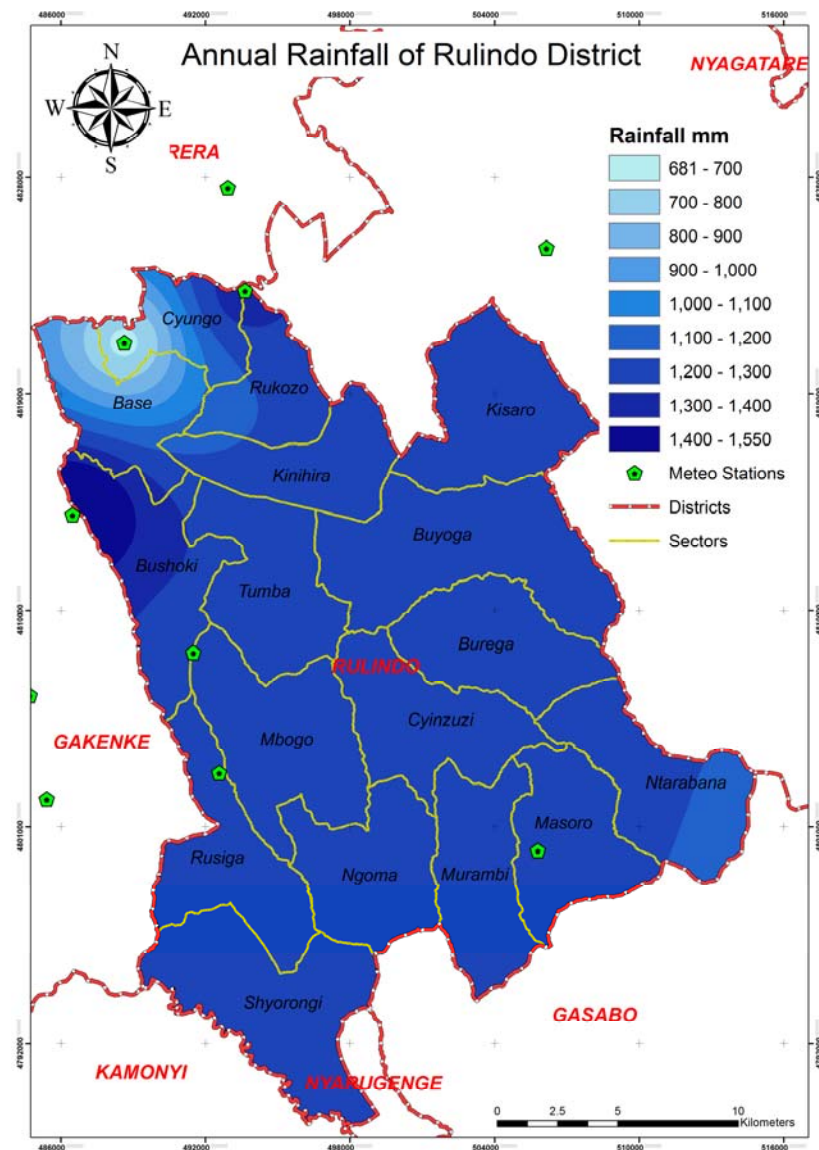 486000 492000 498000 504000 510000 516000
Annual Rainfall of Rulindo District
N
W E
S
NYAGATARE
RERA
Rainfall mm
681 - 700
700 - 800
800 - 900
900 - 1,000
1,000 - 1,100
1,100 - 1,200
1,200 - 1,300
1,300 - 1,400
1,400 - 1,550
Meteo Stations
Districts
Sectors
4828000
4819000 4819000
4810000 4810000
4801000 4801000
4792000 4792000
Cyungo
Rukozo
Base
Kisaro
Kinihira
Buyoga
Bushoki
Tumba
Burega
RULINDO
Cyinzuzi
GAKENKE
Mbogo
Ntarabana
Masoro
Rusiga
Ngoma
Murambi
Shyorongi
GASABO
KAMONYI
NYARUGENGE
0 2.5 5 10
Kilometers
486000 492000 498000 504000 510000 516000